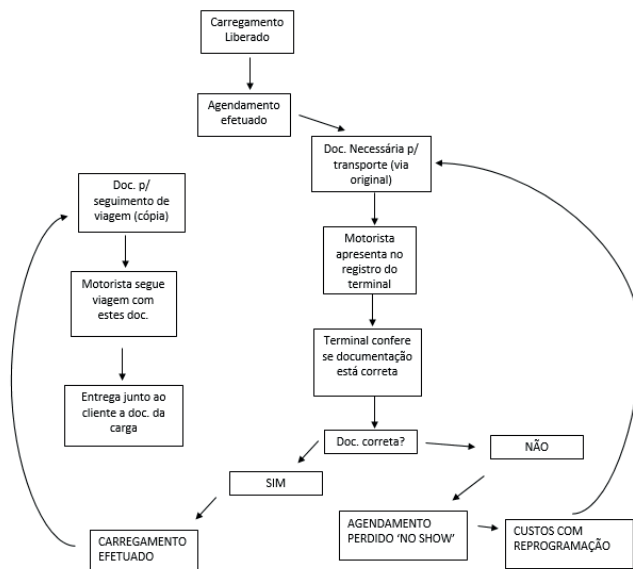 Carregamento
Liberado
Agendamento
efetuado
Doc. Necessária p/
transporte (via
original)
Motorista
apresenta no
registro do
terminal
Terminal confere
se documentação
está correta
Doc. correta?
NÃO
SIM
AGENDAMENTO
PERDIDO ‘NO SHOW’
CUSTOS COM
REPROGRAMAÇÃO
CARREGAMENTO
EFETUADO
Doc. p/
seguimento de
viagem (cópia)
Motorista segue
viagem com
estes doc.
Entrega junto ao
cliente a doc. da
carga